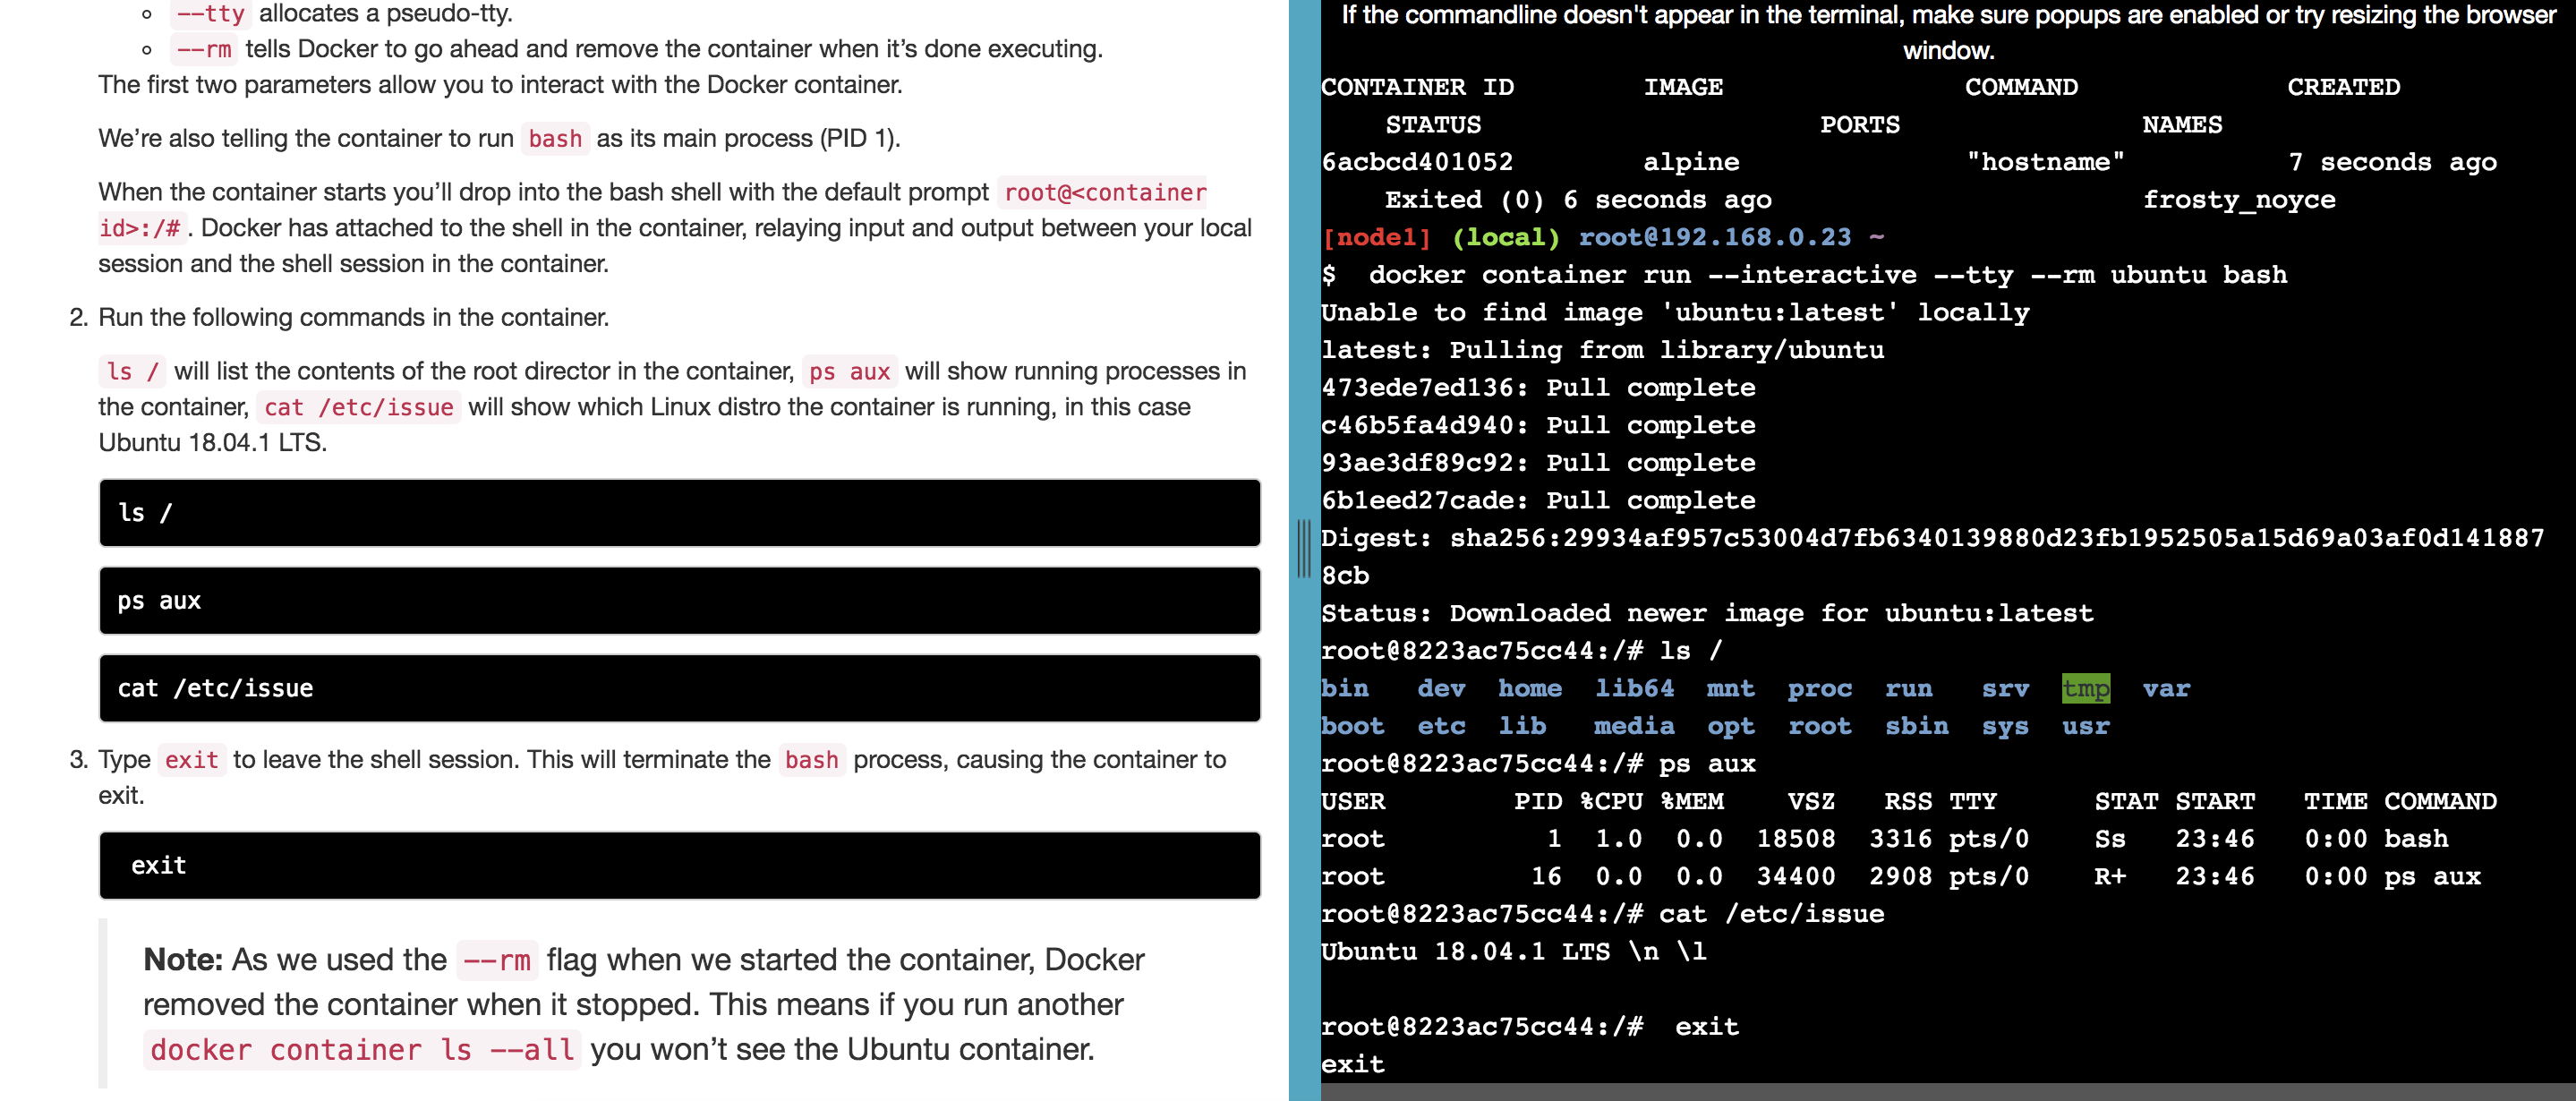 --tty allocates a pseudo-tty.
--rm tells Docker to go ahead and remove the container when it’s done executing.
The first two parameters allow you to interact with the Docker container.
We’re also telling the container to run bash as its main process (PID 1).
When the container starts you’ll drop into the bash shell with the default prompt root@<container
id>:/# . Docker has attached to the shell in the container, relaying input and output between your local
session and the shell session in the container.
2. Run the following commands in the container.
ls / will list the contents of the root director in the container, ps aux will show running processes in
the container, cat /etc/issue will show which Linux distro the container is running, in this case
Ubuntu 18.04.1 LTS.
ls /
ps aux
cat /etc/issue
3. Type exit to leave the shell session. This will terminate the bash process, causing the container to
exit.
exit
Note: As we used the --rm flag when we started the container, Docker
removed the container when it stopped. This means if you run another
docker container ls --all you won’t see the Ubuntu container.
If the commandline doesn't appear in the terminal, make sure popups are enabled or try resizing the browser
window.
CONTAINER ID        IMAGE               COMMAND             CREATED
    STATUS                     PORTS               NAMES
6acbcd401052        alpine              "hostname"          7 seconds ago
    Exited (0) 6 seconds ago                       frosty_noyce
[node1] (local) root@192.168.0.23 ~
$  docker container run --interactive --tty --rm ubuntu bash
Unable to find image 'ubuntu:latest' locally
latest: Pulling from library/ubuntu
473ede7ed136: Pull complete
c46b5fa4d940: Pull complete
93ae3df89c92: Pull complete
6b1eed27cade: Pull complete
Digest: sha256:29934af957c53004d7fb6340139880d23fb1952505a15d69a03af0d141887
8cb
Status: Downloaded newer image for ubuntu:latest
root@8223ac75cc44:/# ls /
bin   dev  home  lib64  mnt  proc  run   srv  tmp  var
boot  etc  lib   media  opt  root  sbin  sys  usr
root@8223ac75cc44:/# ps aux
USER        PID %CPU %MEM    VSZ   RSS TTY      STAT START   TIME COMMAND
root          1  1.0  0.0  18508  3316 pts/0    Ss   23:46   0:00 bash
root         16  0.0  0.0  34400  2908 pts/0    R+   23:46   0:00 ps aux
root@8223ac75cc44:/# cat /etc/issue
Ubuntu 18.04.1 LTS \n \l
root@8223ac75cc44:/#  exit
exit